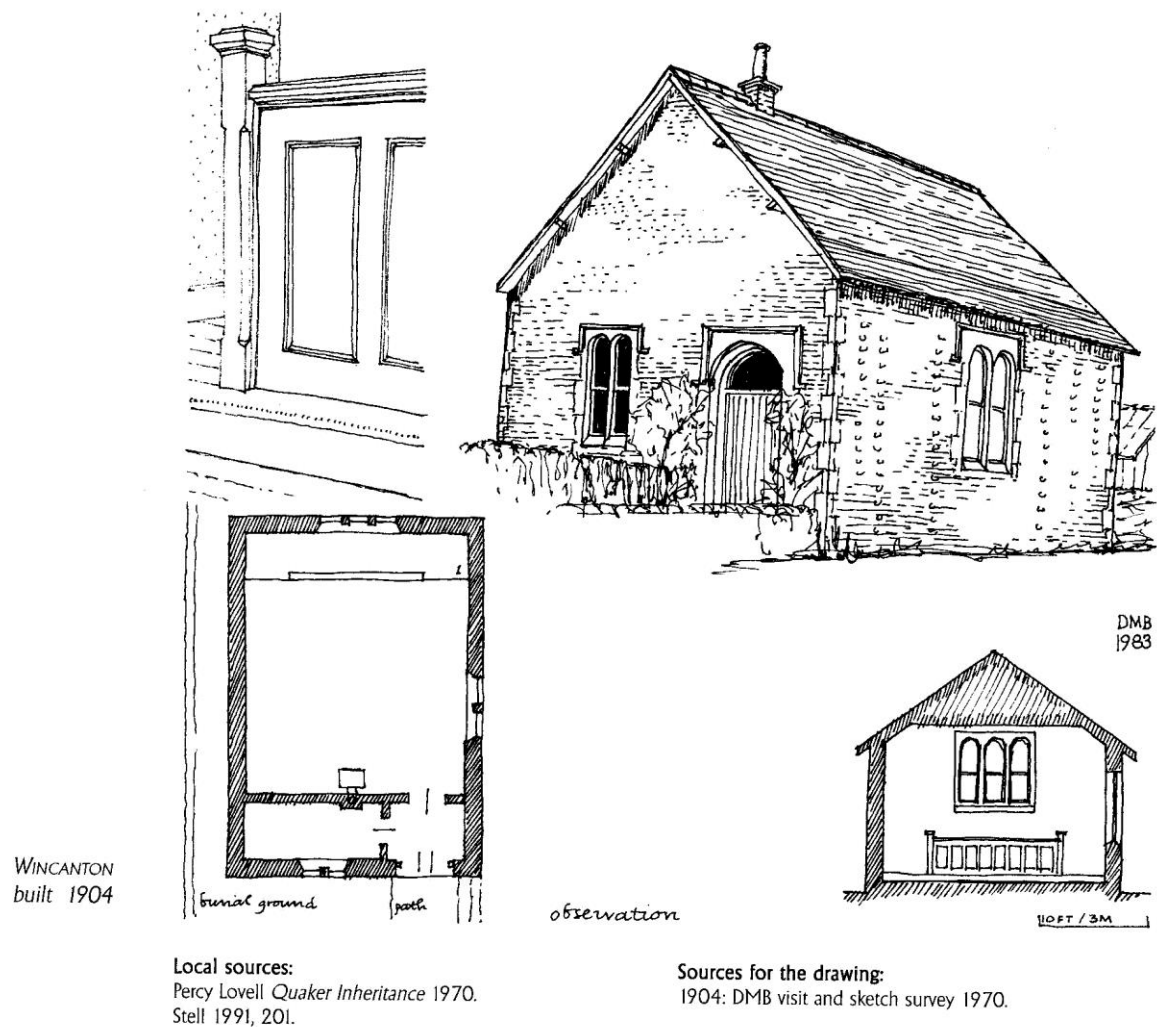 DMB
1983
WINCANTON
built 1904
burial ground
path
observation
10FT / 3M
Local sources:
Percy Lovell Quaker Inheritance 1970.
Stell 1991, 201.
Sources for the drawing:
1904: DMB visit and sketch survey 1970.